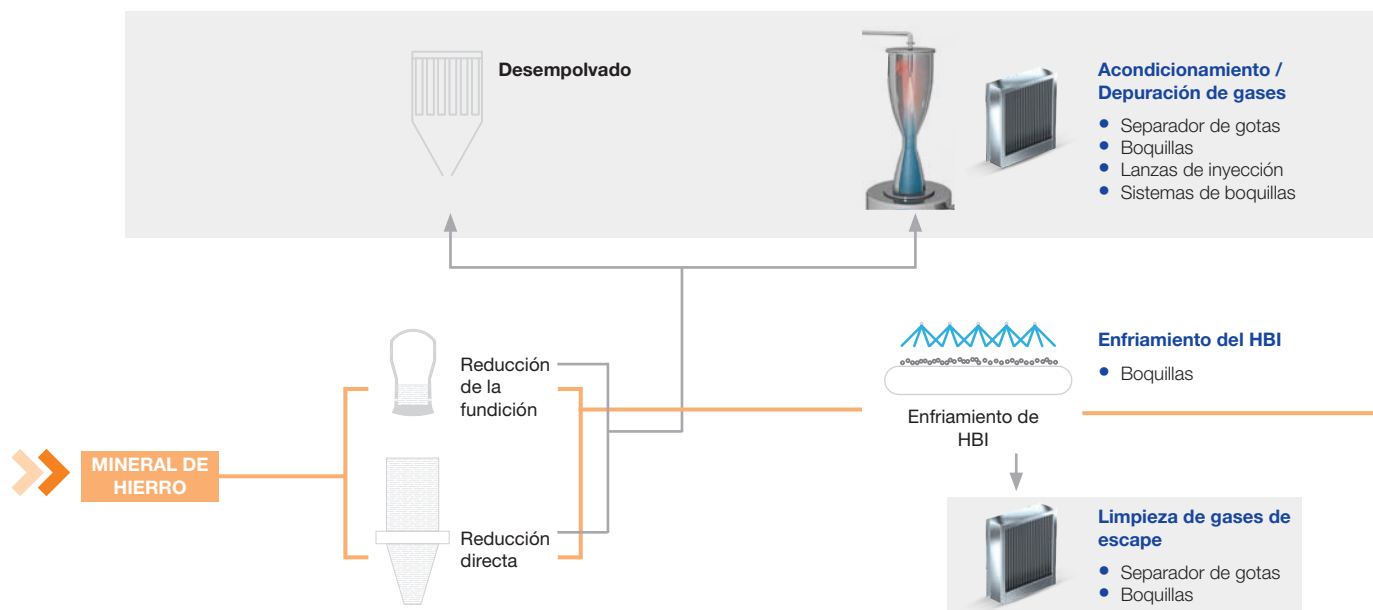 Desempolvado
Acondicionamiento /
Depuración de gases
• Separador de gotas
• Boquillas
• Lanzas de inyección
• Sistemas de boquillas
Reducción
de la
fundición
Enfriamiento del HBI
• Boquillas
Enfriamiento de
HBI
MINERAL DE
HIERRO
Reducción
directa
Limpieza de gases de
escape
• Separador de gotas
• Boquillas